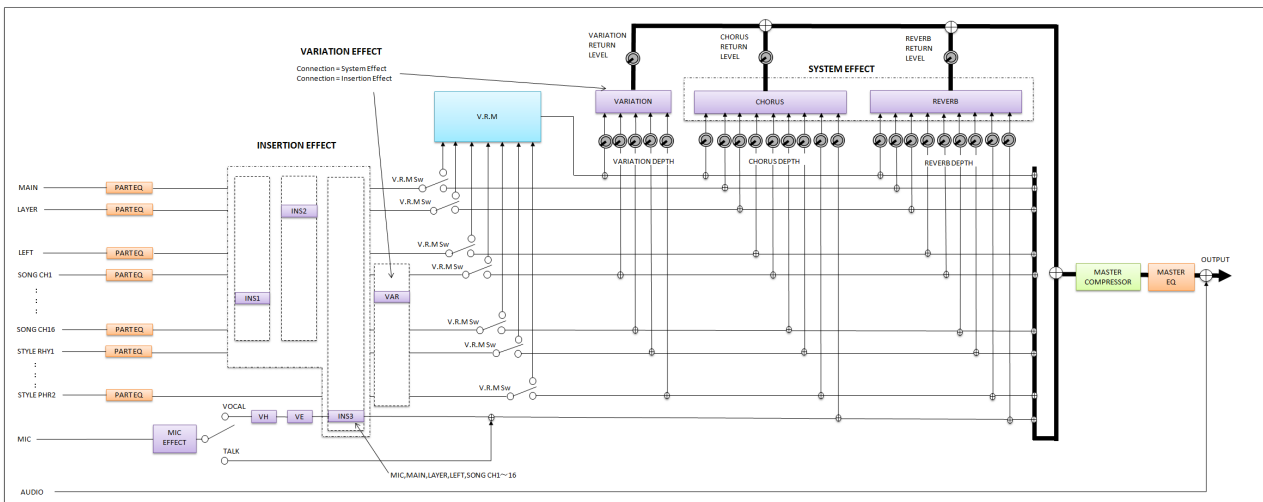 VARIATION
RETURN
LEVEL
CHORUS
RETURN
LEVEL
REVERB
RETURN
LEVEL
VARIATION EFFECT
Connection = System Effect
Connection = Insertion Effect
SYSTEM EFFECT
VARIATION
CHORUS
REVERB
V.R.M
INSERTION EFFECT
VARIATION DEPTH
CHORUS DEPTH
REVERB DEPTH
MAIN
PART EQ
V.R.M Sw
LAYER
PART EQ
INS2
V.R.M Sw
LEFT
PART EQ
V.R.M Sw
SONG CH1
PART EQ
V.R.M Sw
OUTPUT
MASTER
COMPRESSOR
MASTER
EQ
INS1
VAR
SONG CH16
PART EQ
V.R.M Sw
STYLE RHY1
PART EQ
V.R.M Sw
STYLE PHR2
PART EQ
V.R.M Sw
VOCAL
VH
VE
INS3
MIC
MIC
EFFECT
TALK
MIC,MAIN,LAYER,LEFT,SONG CH1~16
AUDIO